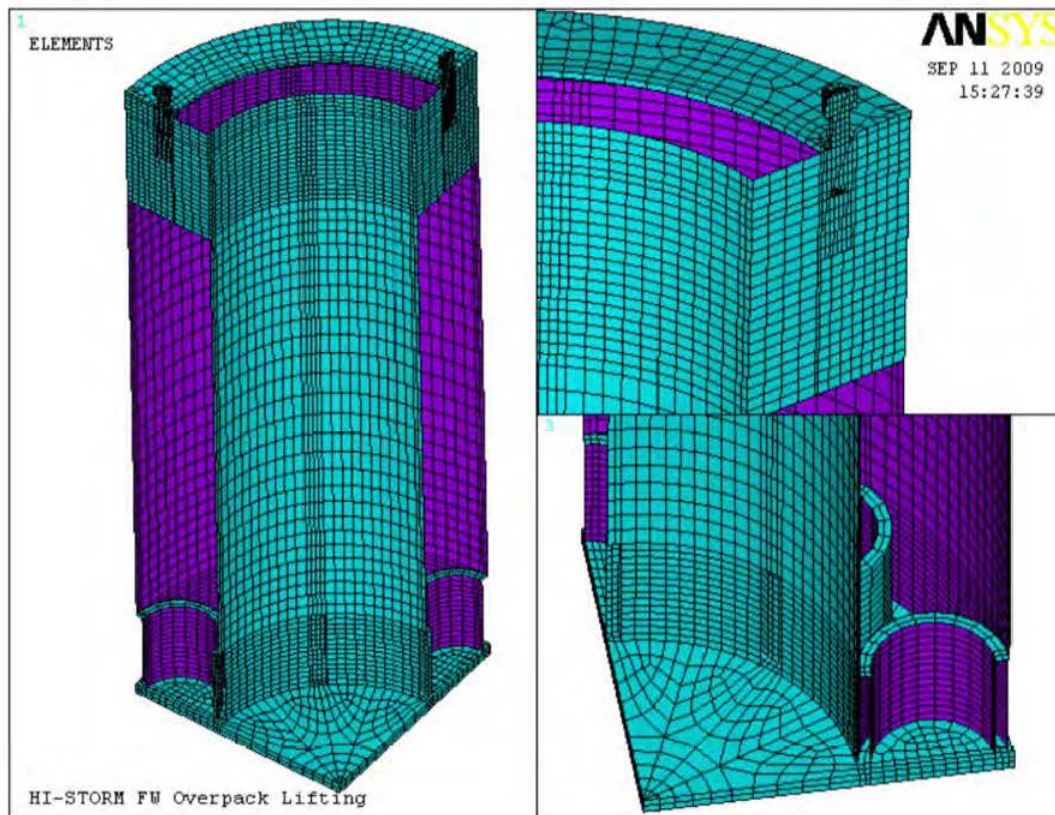 1
ELEMENTS
ANSYS
SEP 11 2009
15:27:39
3
HI-STORM FW Overpack Lifting